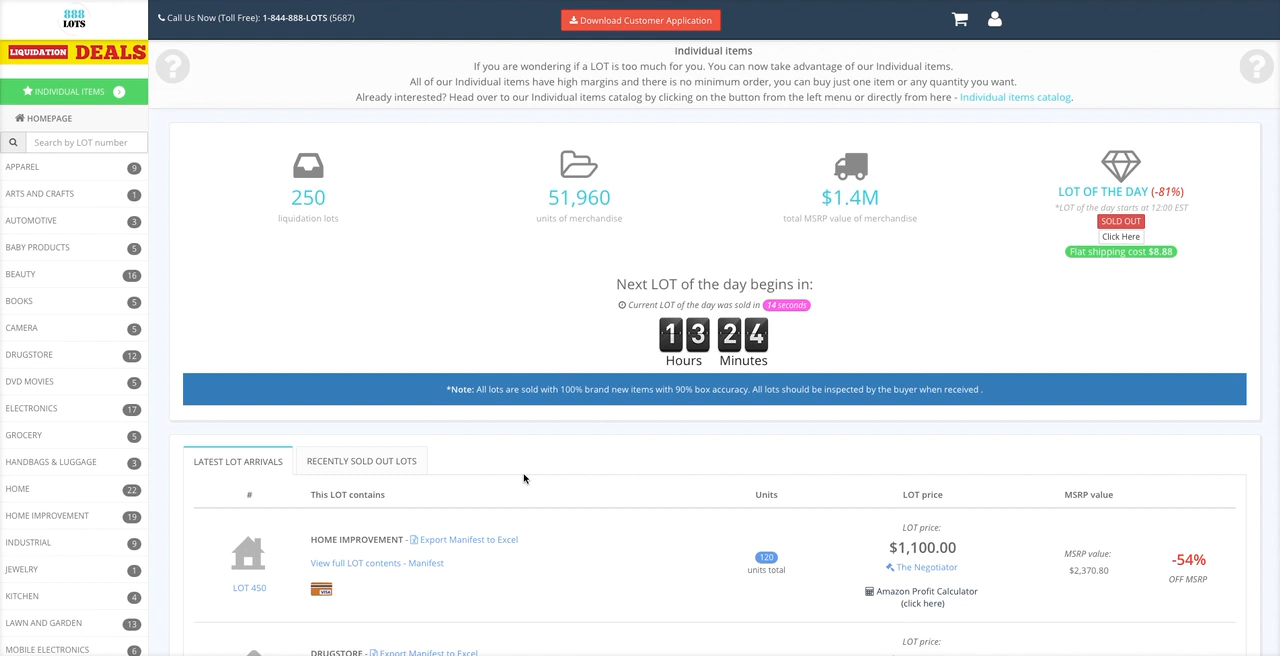 888
LOTS
LIQUIDATION DEALS
INDIVIDUAL ITEMS
HOMEPAGE
Search by LOT number
APPAREL 9
ARTS AND CRAFTS 1
AUTOMOTIVE 3
BABY PRODUCTS 5
BEAUTY 16
BOOKS 5
CAMERA 5
DRUGSTORE 12
DVD MOVIES 5
ELECTRONICS 17
GROCERY 5
HANDBAGS & LUGGAGE 3
HOME 22
HOME IMPROVEMENT 19
INDUSTRIAL 9
JEWELRY 1
KITCHEN 4
LAWN AND GARDEN 13
MOBILE ELECTRONICS 6
Call Us Now (Toll Free): 1-844-888-LOTS (5687)
Download Customer Application
Individual items
If you are wondering if a LOT is too much for you. You can now take advantage of our Individual items.
All of our Individual items have high margins and there is no minimum order, you can buy just one item or any quantity you want.
Already interested? Head over to our Individual items catalog by clicking on the button from the left menu or directly from here - Individual items catalog.
250
liquidation lots
51,960
units of merchandise
$1.4M
total MSRP value of merchandise
LOT OF THE DAY (-81%)
*LOT of the day starts at 12:00 EST
SOLD OUT
Click Here
Flat shipping cost $8.88
Next LOT of the day begins in:
Current LOT of the day was sold in 14 seconds
13 24
Hours Minutes
*Note: All lots are sold with 100% brand new items with 90% box accuracy. All lots should be inspected by the buyer when received .
LATEST LOT ARRIVALS RECENTLY SOLD OUT LOTS
# This LOT contains Units LOT price MSRP value
LOT 450
HOME IMPROVEMENT - Export Manifest to Excel
View full LOT contents - Manifest
VISA
120
units total
LOT price:
$1,100.00
The Negotiator
Amazon Profit Calculator
(click here)
MSRP value:
$2,370.80
-54%
OFF MSRP
DRUGSTORE - Export Manifest to Excel
LOT price: